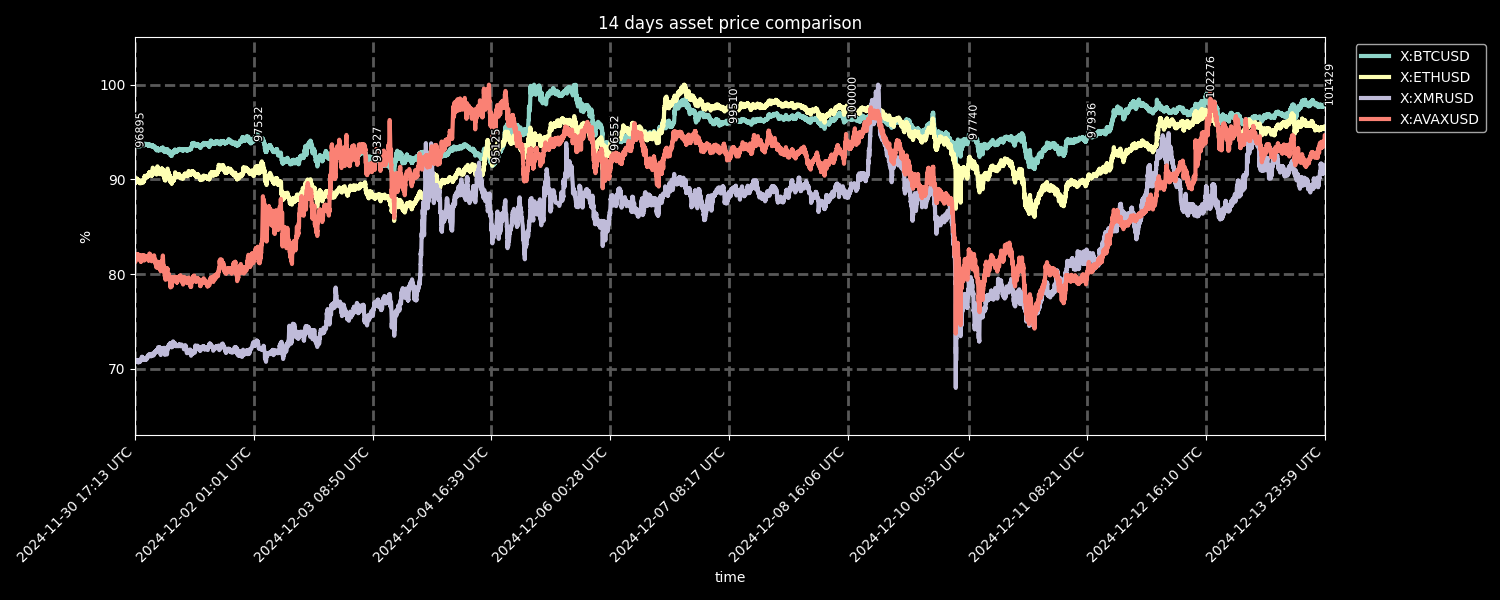 14 days asset price comparison
X:BTCUSD
X:ETHUSD
X:XMRUSD
X:AVAXUSD
100
90
80
70
%
96895
97532
95327
95125
96552
99510
100000
97740
97936
102276
101429
2024-11-30 17:13 UTC
2024-12-02 01:01 UTC
2024-12-03 08:50 UTC
2024-12-04 16:39 UTC
2024-12-06 00:28 UTC
2024-12-07 08:17 UTC
2024-12-08 16:06 UTC
2024-12-10 00:32 UTC
2024-12-11 08:21 UTC
2024-12-12 16:10 UTC
2024-12-13 23:59 UTC
time